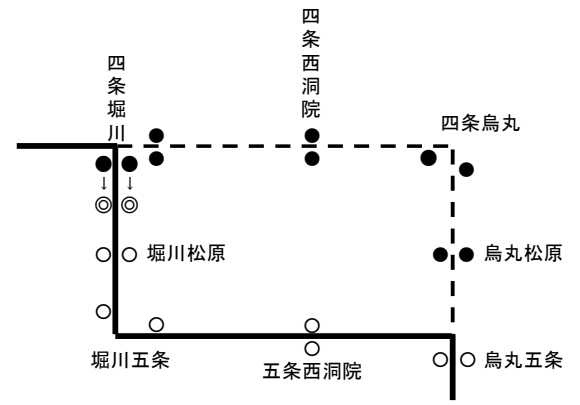 四条西洞院
四条堀川
四条烏丸
↓ ↓
堀川松原
烏丸松原
堀川五条
五条西洞院
烏丸五条